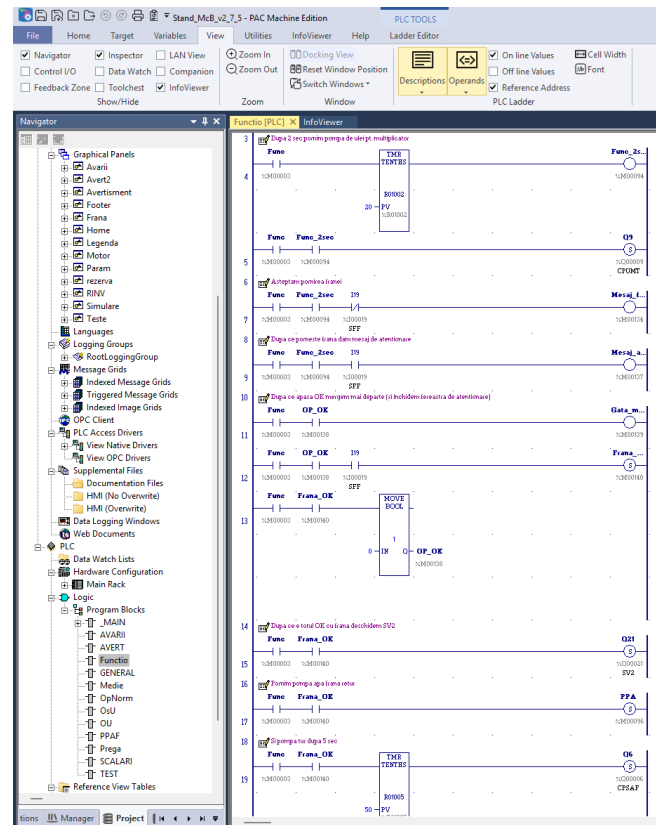 Stand_McB_v2_7_5 - PAC Machine Edition
PLC TOOLS
File Home Target Variables View Utilities InfoViewer Help Ladder Editor
Navigator Inspector LAN View
Control I/O Data Watch Companion
Feedback Zone Toolchest InfoViewer
Show/Hide
Zoom In
Zoom Out
Zoom
Docking View
Reset Window Position
Switch Windows
Window
Descriptions Operands
On line Values
Off line Values
Reference Address
Cell Width
Font
PLC Ladder
Navigator
Graphical Panels
Avarii
Avert2
Avertisment
Footer
Frana
Home
Legenda
Motor
Param
rezerva
RINV
Simulare
Teste
Languages
Logging Groups
RootLoggingGroup
Message Grids
Indexed Message Grids
Triggered Message Grids
Indexed Image Grids
OPC Client
PLC Access Drivers
View Native Drivers
View OPC Drivers
Supplemental Files
Documentation Files
HMI (No Overwrite)
HMI (Overwrite)
Data Logging Windows
Web Documents
PLC
Data Watch Lists
Hardware Configuration
Main Rack
Logic
Program Blocks
_MAIN
AVARII
AVERT
Functio
GENERAL
Medie
OpNorm
OsU
OU
PPAF
Prega
SCALARI
TEST
Reference View Tables
tions Manager Project
Functio [PLC] InfoViewer
3 Dupa 2 sec pornim pompa de ulei pt. multiplicator
Func TMR TENTHS Func_2s...
4 %M00003 %M00094
R01002
20 PV
%R01002
Func Func_2sec Q9
S
5 %M00003 %M00094 %Q00009
CPOMT
6 Asteptam pornirea franei
Func Func_2sec I19 Mesaj_f...
7 %M00003 %M00094 %I00019 %M00136
SFF
8 Dupa ce porneste frana dam mesaj de atentionare
Func Func_2sec I19 Mesaj_a...
9 %M00003 %M00094 %I00019 %M00137
SFF
10 Dupa ce apasa OK mergem mai departe (si inchidem fereastra de atentionare)
Func OP_OK Gata_m...
11 %M00003 %M00138 %M00139
Func OP_OK I19 Frana_...
S
12 %M00003 %M00138 %I00019 %M00140
SFF
Func Frana_OK MOVE BOOL
13 %M00003 %M00140
1
0 IN Q OP_OK
%M00138
14 Dupa ce e totul OK cu frana deschidem SV2
Func Frana_OK Q21
S
15 %M00003 %M00140 %Q00021
SV2
16 Pornim pompa apa frana retur
Func Frana_OK PPA
S
17 %M00003 %M00140 %M00096
18 Si pompa tur dupa 5 sec
Func Frana_OK TMR TENTHS Q6
S
19 %M00003 %M00140 %Q00006
CPSAF
R01005
50 PV